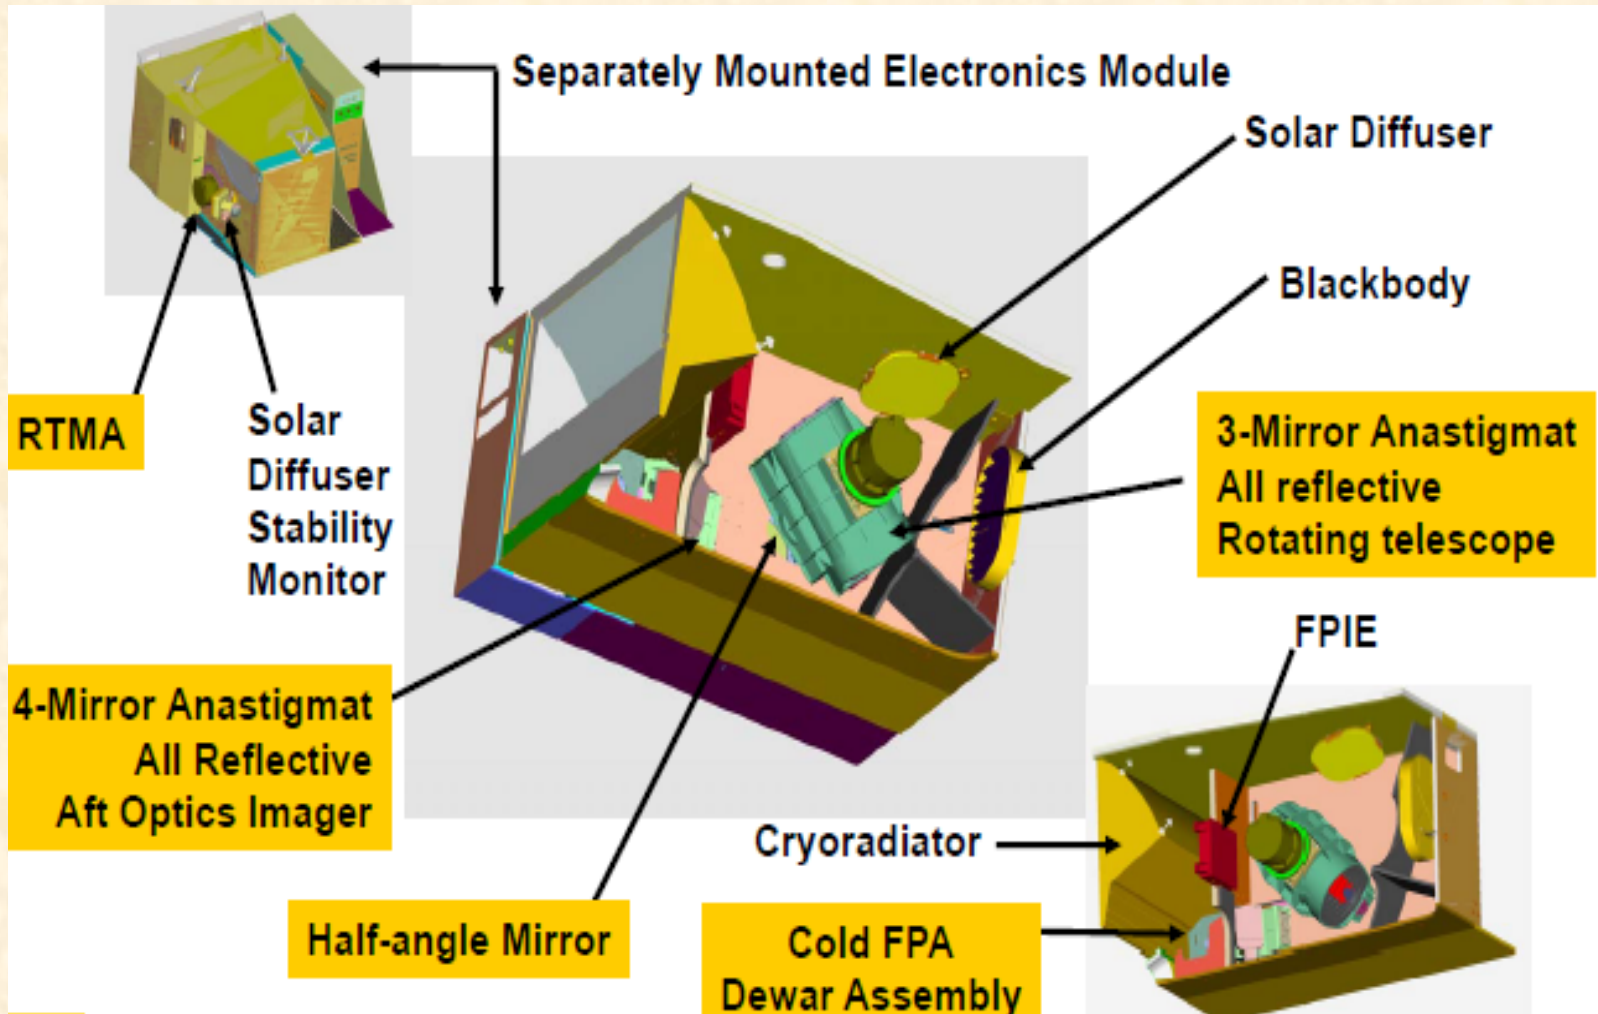 Separately Mounted Electronics Module
Solar Diffuser
Blackbody
RTMA
Solar
Diffuser
Stability
Monitor
3-Mirror Anastigmat
All reflective
Rotating telescope
FPIE
4-Mirror Anastigmat
All Reflective
Aft Optics Imager
Cryoradiator
Half-angle Mirror
Cold FPA
Dewar Assembly